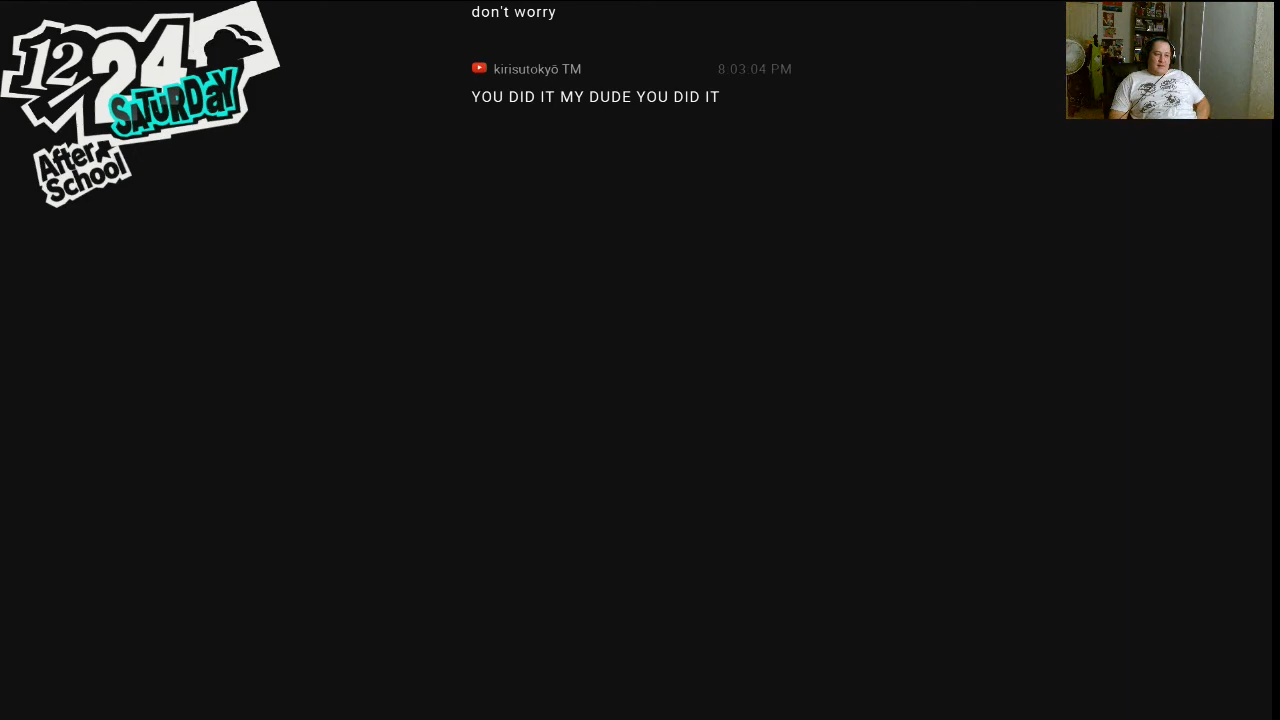 12/24
SATURDAY
After School
don't worry
kirisutokyō TM 8 03 04 PM
YOU DID IT MY DUDE YOU DID IT